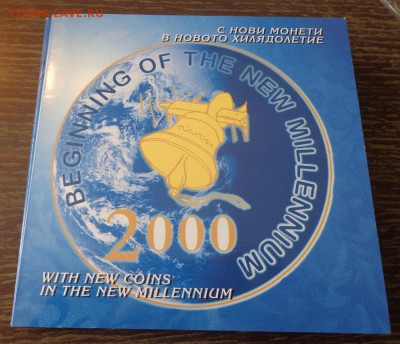 С НОВИ МОНЕТИ
В НОВОТО ХИЛЯДОЛЕТИЕ
BEGINNING OF THE NEW MILLENNIUM
2000
WITH NEW COINS
IN THE NEW MILLENNIUM